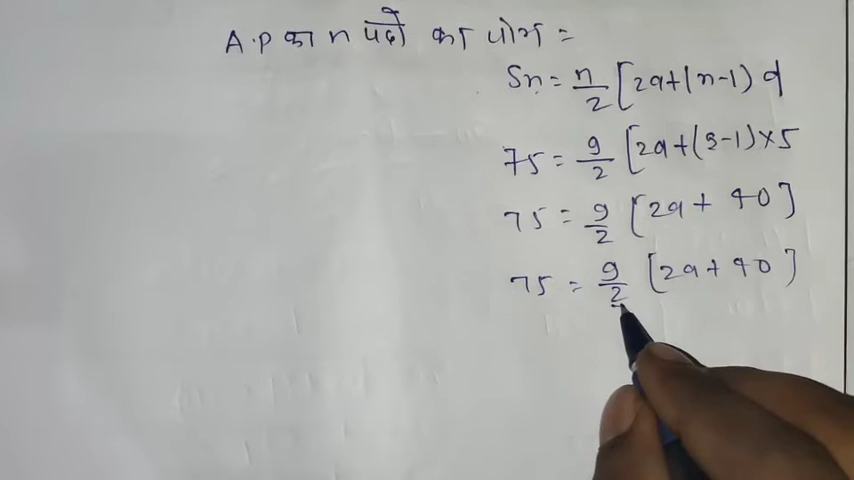 A.P का n पदों का योग =
Sn = n/2 [2a+(n-1) d
75 = 9/2 [2a+(9-1)×5
75 = 9/2 [2a + 40]
75 = 9/2 [2a+40]